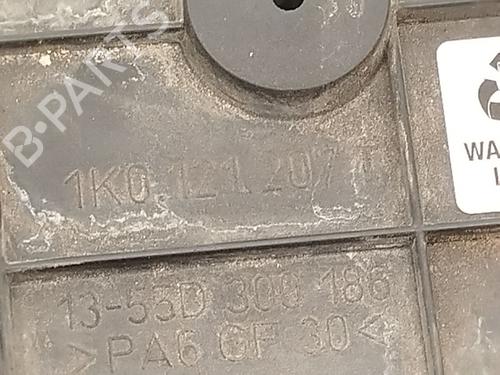 B-PARTS
1K0 121 207
WA
L
13-55D 300 186
>PA6 GF 30<